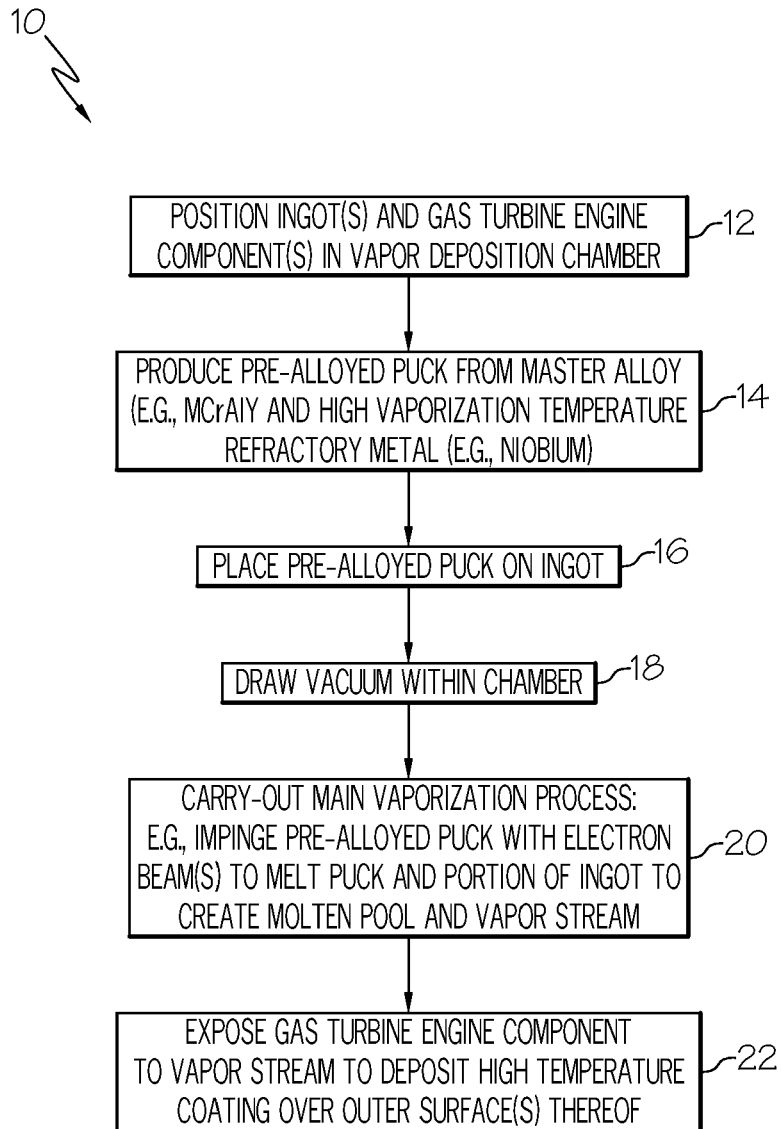 10
POSITION INGOT(S) AND GAS TURBINE ENGINE
COMPONENT(S) IN VAPOR DEPOSITION CHAMBER
12
PRODUCE PRE-ALLOYED PUCK FROM MASTER ALLOY
(E.G., MCrAlY AND HIGH VAPORIZATION TEMPERATURE
REFRACTORY METAL (E.G., NIOBIUM)
14
PLACE PRE-ALLOYED PUCK ON INGOT
16
DRAW VACUUM WITHIN CHAMBER
18
CARRY-OUT MAIN VAPORIZATION PROCESS:
E.G., IMPINGE PRE-ALLOYED PUCK WITH ELECTRON
BEAM(S) TO MELT PUCK AND PORTION OF INGOT TO
CREATE MOLTEN POOL AND VAPOR STREAM
20
EXPOSE GAS TURBINE ENGINE COMPONENT
TO VAPOR STREAM TO DEPOSIT HIGH TEMPERATURE
COATING OVER OUTER SURFACE(S) THEREOF
22